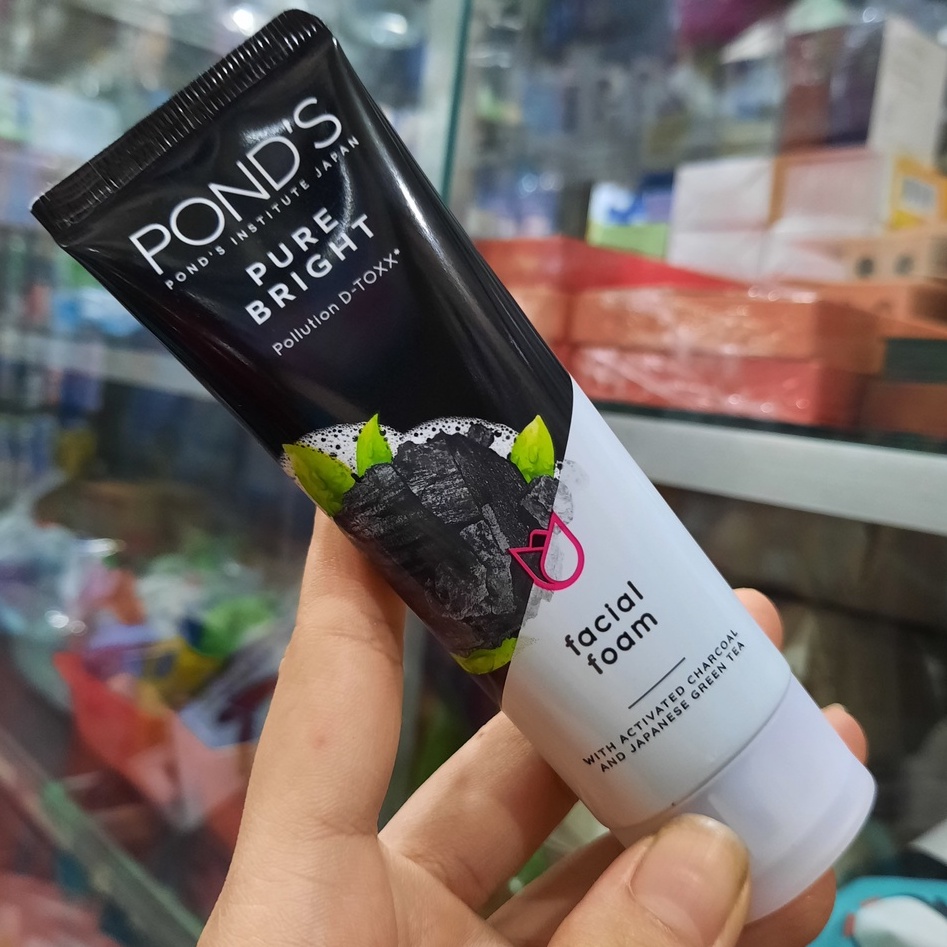 POND'S
POND'S INSTITUTE JAPAN
PURE
BRIGHT
Pollution D-TOXX*
facial
foam
WITH ACTIVATED CHARCOAL
AND JAPANESE GREEN TEA